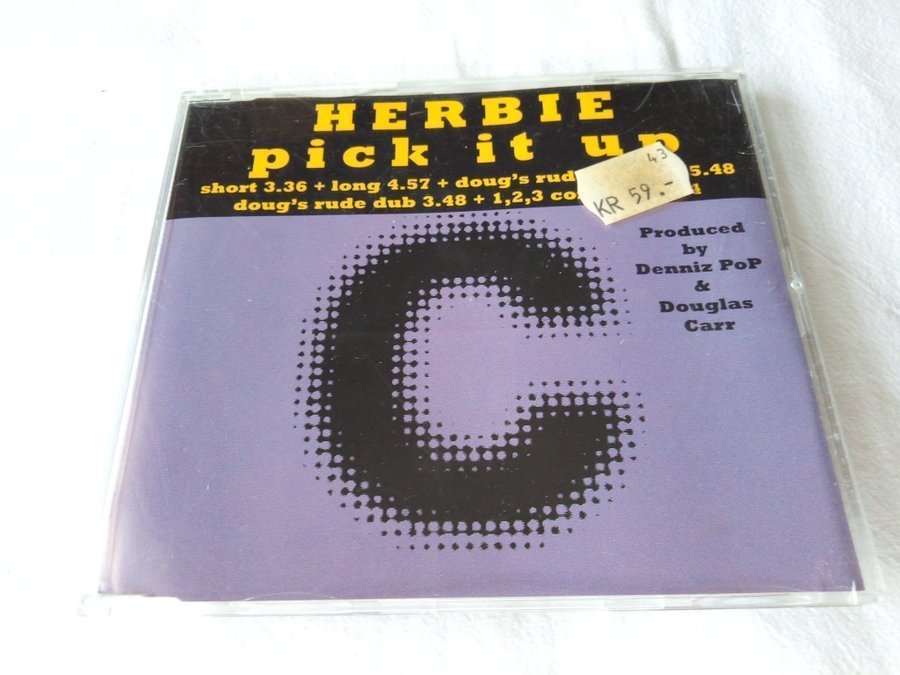 HERBIE
pick it up
short 3.36 + long 4.57 + doug's rude 5.48
doug's rude dub 3.48 + 1,2,3
43
KR 59.-
Produced
by
Denniz PoP
&
Douglas
Carr
C